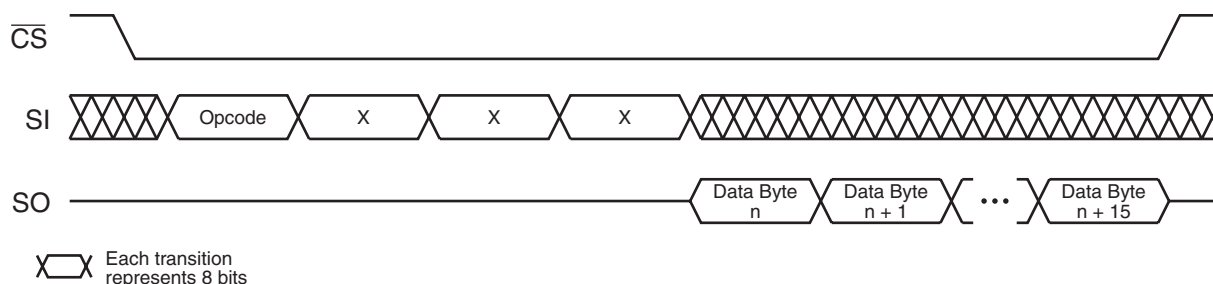 CS
SI
Opcode
X
X
X
SO
Data Byte
n
Data Byte
n + 1
•••
Data Byte
n + 15
Each transition
represents 8 bits